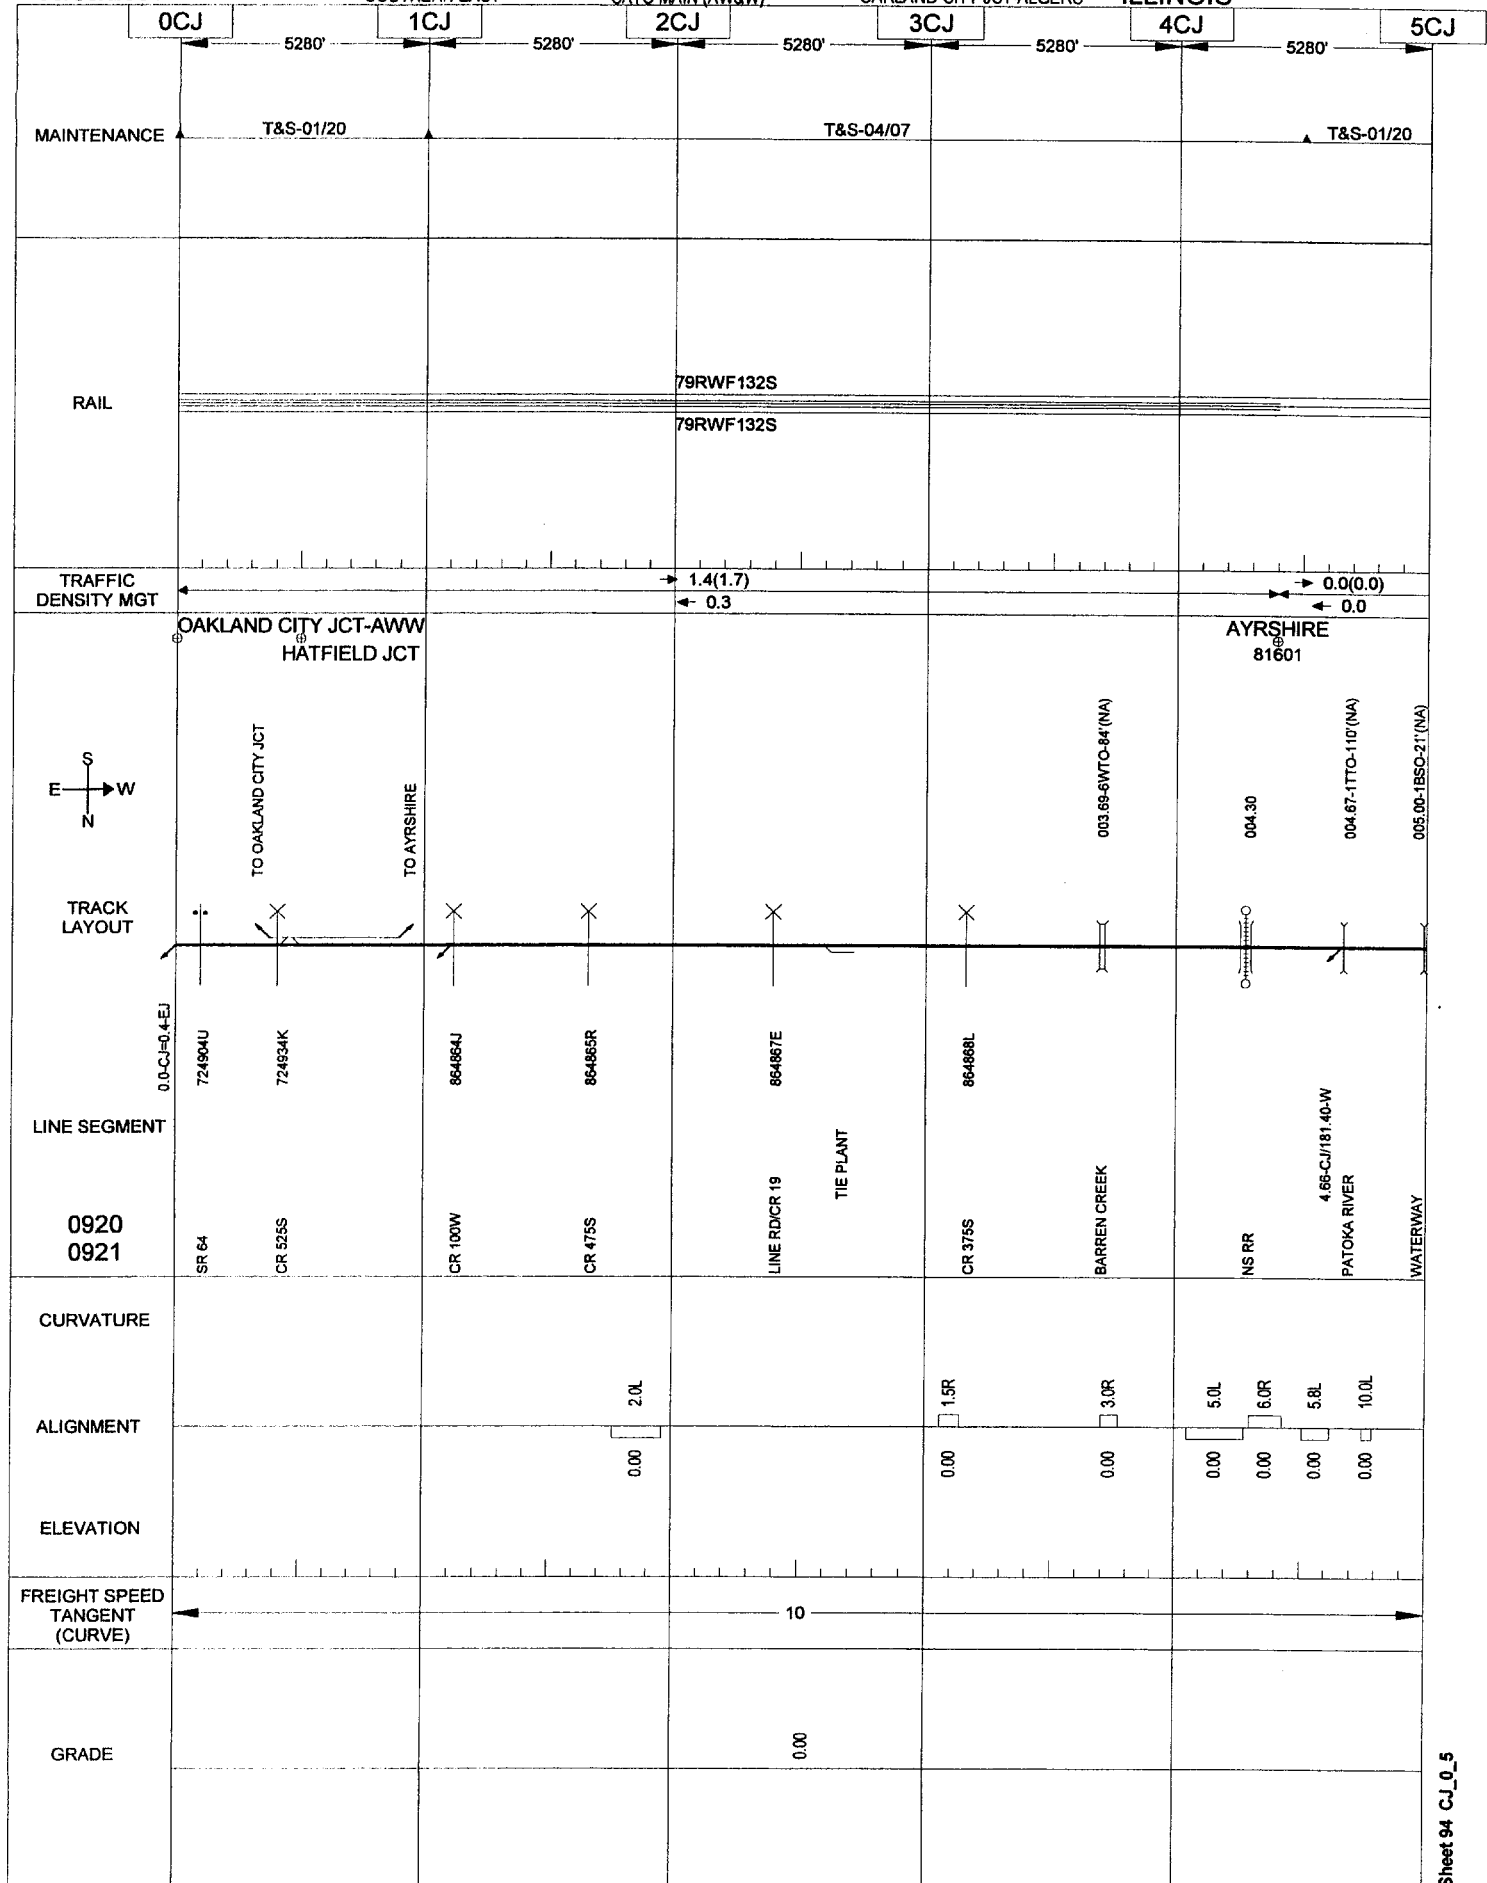 ILLINOIS
0CJ 1CJ 2CJ 3CJ 4CJ 5CJ
5280' 5280' 5280' 5280' 5280'
MAINTENANCE T&S-01/20 T&S-04/07 T&S-01/20
79RWF132S
RAIL
79RWF132S
TRAFFIC
DENSITY MGT
1.4(1.7) 0.0(0.0)
0.3 0.0
OAKLAND CITY JCT-AWW AYRSHIRE
HATFIELD JCT 81601
S
E W
N
TO OAKLAND CITY JCT
TO AYRSHIRE
003.69-6WTO-84'(NA)
004.30
004.67-1TTO-110'(NA)
005.00-1BSO-21'(NA)
TRACK
LAYOUT
0.0-CJ=0.4-EJ
724904U
724934K
864864J
864865R
864867E
864868L
LINE SEGMENT
0920
0921
SR 64
CR 525S
CR 100W
CR 475S
LINE RD/CR 19
TIE PLANT
CR 375S
BARREN CREEK
NS RR
4.66-CJ/181.40-W
PATOKA RIVER
WATERWAY
CURVATURE
2.0L 1.5R 3.0R 5.0L 6.0R 5.8L 10.0L
ALIGNMENT
0.00 0.00 0.00 0.00 0.00 0.00 0.00
ELEVATION
FREIGHT SPEED
TANGENT
(CURVE)
10
GRADE 0.00
Sheet 94 CJ_0_5